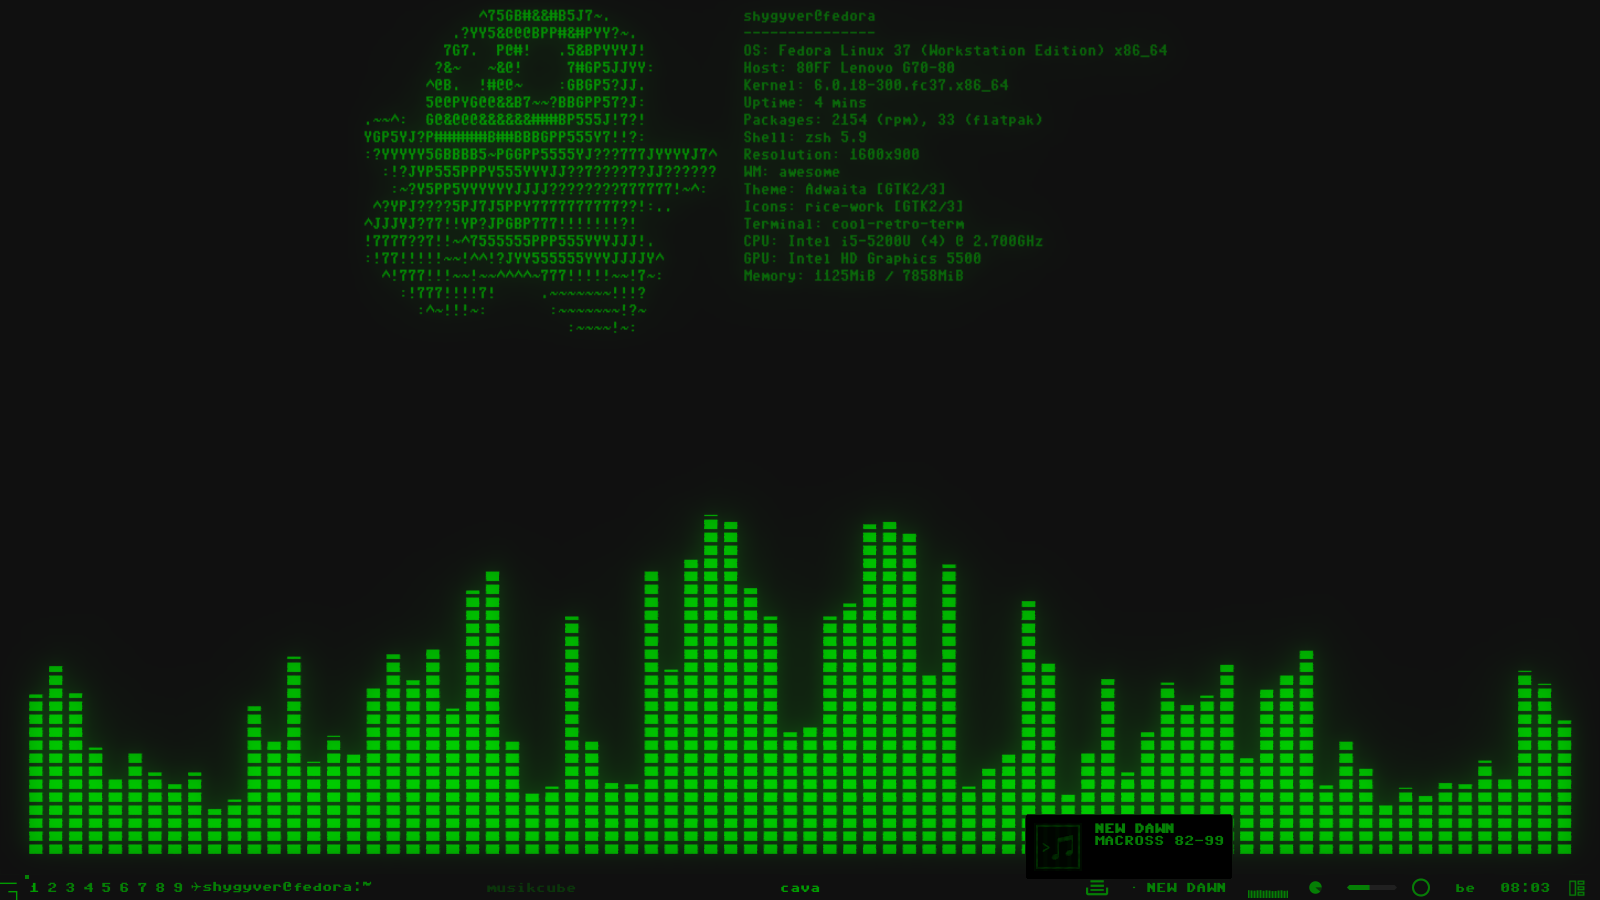 ^75GB#&&#B5J7~.
.?YY5&@@@BPP#&#PYY?~.
7G7.  P@#!   .5&BPYYYJ!
?&~   ~&@!     7#GP5JJYY:
^@B.  !#@@~    :GBGP5?JJ.
5@@PYG@@&&B7~~?BBGPP57?J:
.~~^:  G@&@@@&&&&&&###BP555J!7?!
YGP5YJ?P######B##BBBGPP555Y7!!?:
:?YYYYY5GBBBB5~PGGPP5555YJ???777JYYYYJ7^
:!?JYP555PPPY555YYYJJ??7????7?JJ??????
:~?Y5PP5YYYYYYJJJJ????????777777!~^:
^?YPJ????5PJ7J5PPY7777777777??!:..
^JJJYJ?77!!YP?JPGBP777!!!!!!!?!
!7777??7!!~^7555555PPP555YYYJJJ!.
:!77!!!!!~~!^^!?JYY555555YYYJJJJY^
^!777!!!~~!~~^^^^~777!!!!!~~!7~:
:!777!!!!7!     .~~~~~~~!!!?
:^~!!!~:       :~~~~~~~!?~
:~~~~!~:
shygyver@fedora
---------------
OS: Fedora Linux 37 (Workstation Edition) x86_64
Host: 80FF Lenovo G70-80
Kernel: 6.0.18-300.fc37.x86_64
Uptime: 4 mins
Packages: 2154 (rpm), 33 (flatpak)
Shell: zsh 5.9
Resolution: 1600x900
WM: awesome
Theme: Adwaita [GTK2/3]
Icons: rice-work [GTK2/3]
Terminal: cool-retro-term
CPU: Intel i5-5200U (4) @ 2.700GHz
GPU: Intel HD Graphics 5500
Memory: 1125MiB / 7858MiB
NEW DAWN
MACROSS 82-99
1 2 3 4 5 6 7 8 9 ✈shygyver@fedora:~ musikcube cava · NEW DAWN be 08:03